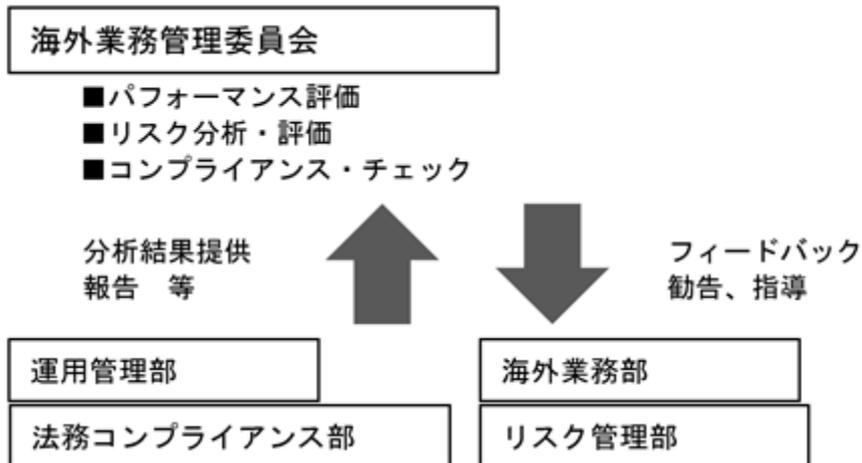 海外業務管理委員会
■パフォーマンス評価
■リスク分析・評価
■コンプライアンス・チェック
分析結果提供
報告　等
フィードバック
勧告、指導
運用管理部
海外業務部
法務コンプライアンス部
リスク管理部